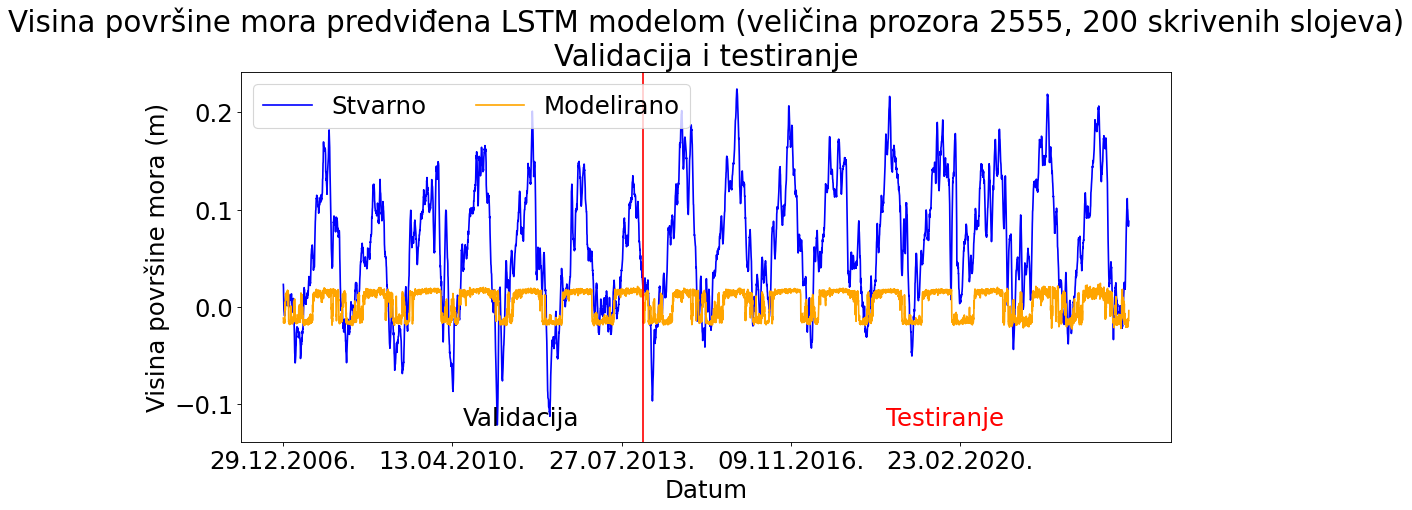 Visina površine mora predviđena LSTM modelom (veličina prozora 2555, 200 skrivenih slojeva)
Validacija i testiranje
Stvarno
Modelirano
Visina površine mora (m)
0.2
0.1
0.0
−0.1
Validacija
Testiranje
29.12.2006.
13.04.2010.
27.07.2013.
09.11.2016.
23.02.2020.
Datum